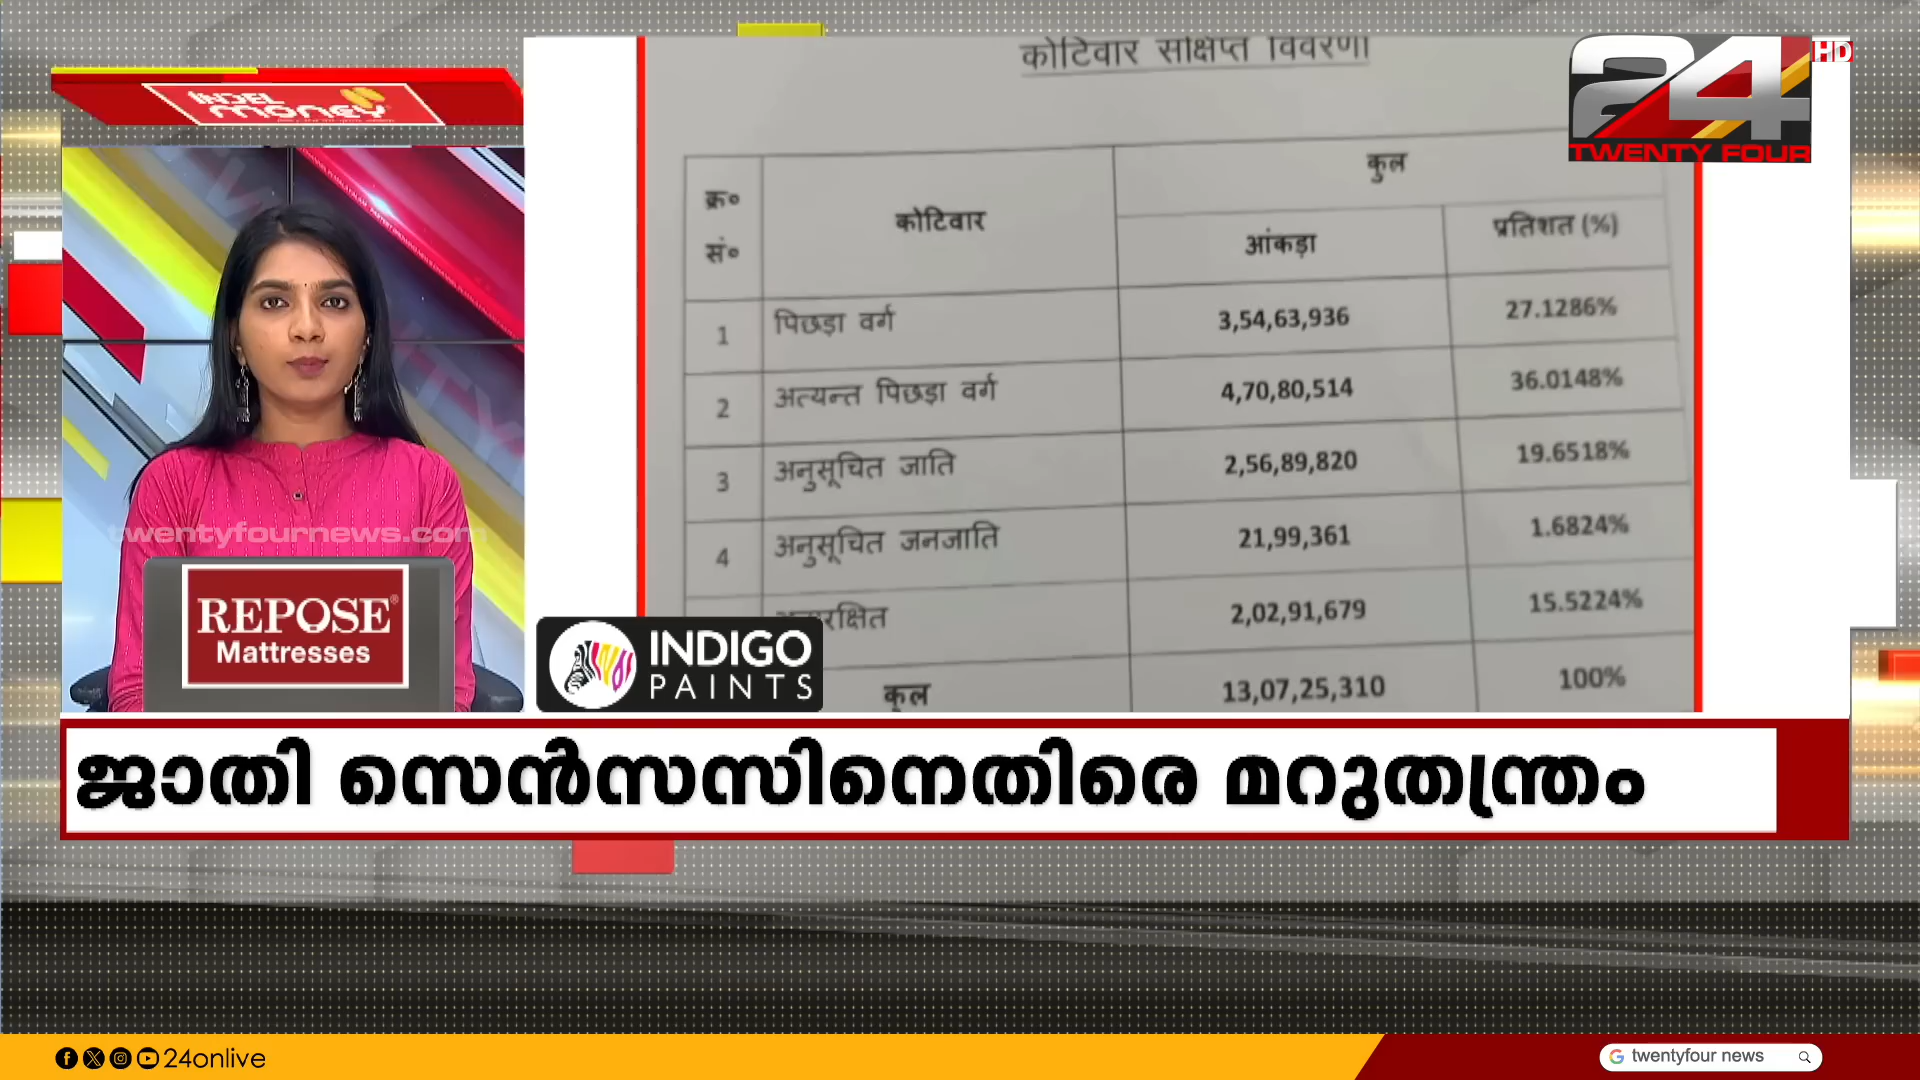 INDEL
money
कोटिवार संक्षिप्त विवरणी
24 HD
TWENTY FOUR
क्र० सं०
कोटिवार
कुल
आंकड़ा
प्रतिशत (%)
1 पिछड़ा वर्ग 3,54,63,936 27.1286%
2 अत्यन्त पिछड़ा वर्ग 4,70,80,514 36.0148%
3 अनुसूचित जाति 2,56,89,820 19.6518%
4 अनुसूचित जनजाति 21,99,361 1.6824%
2,02,91,679 15.5224%
कुल 13,07,25,310 100%
twentyfournews.com
REPOSE®
Mattresses
INDIGO
PAINTS
ജാതി സെൻസസിനെതിരെ മറുതന്ത്രം
24onlive
twentyfour news